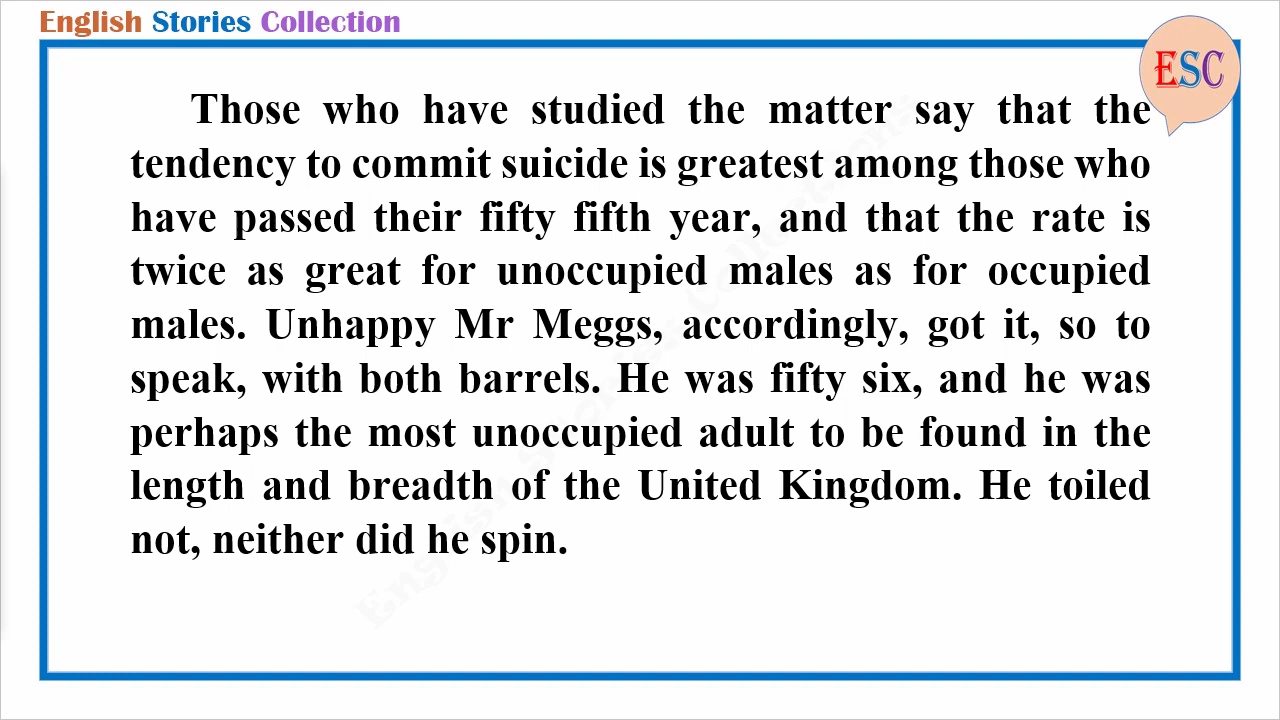 English Stories Collection
ESC
Those who have studied the matter say that the
tendency to commit suicide is greatest among those who
have passed their fifty fifth year, and that the rate is
twice as great for unoccupied males as for occupied
males. Unhappy Mr Meggs, accordingly, got it, so to
speak, with both barrels. He was fifty six, and he was
perhaps the most unoccupied adult to be found in the
length and breadth of the United Kingdom. He toiled
not, neither did he spin.
English Stories Collections